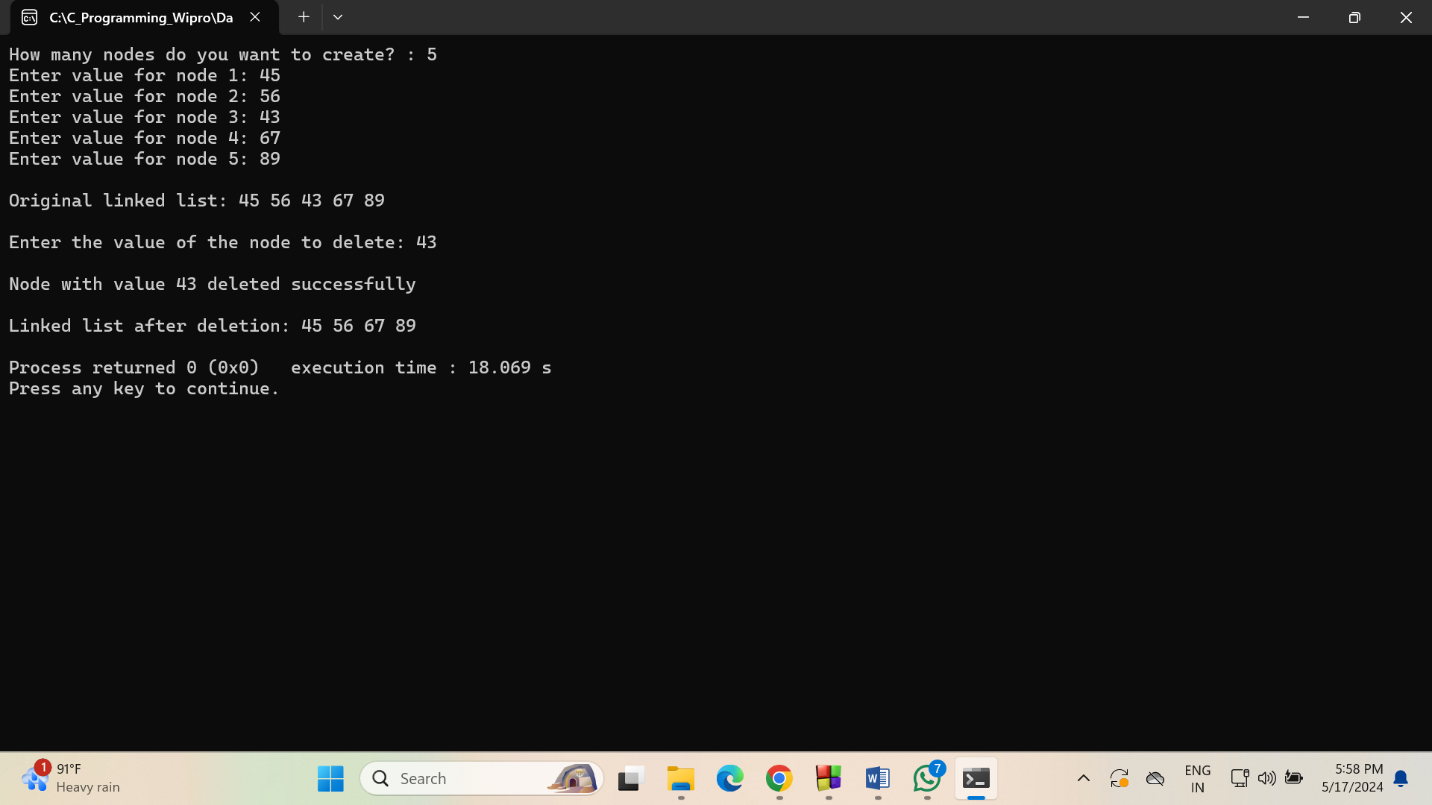 C:\C_Programming_Wipro\Da
How many nodes do you want to create? : 5
Enter value for node 1: 45
Enter value for node 2: 56
Enter value for node 3: 43
Enter value for node 4: 67
Enter value for node 5: 89
Original linked list: 45 56 43 67 89
Enter the value of the node to delete: 43
Node with value 43 deleted successfully
Linked list after deletion: 45 56 67 89
Process returned 0 (0x0)   execution time : 18.069 s
Press any key to continue.
1
91°F
Heavy rain
Search
7
ENG
IN
5:58 PM
5/17/2024